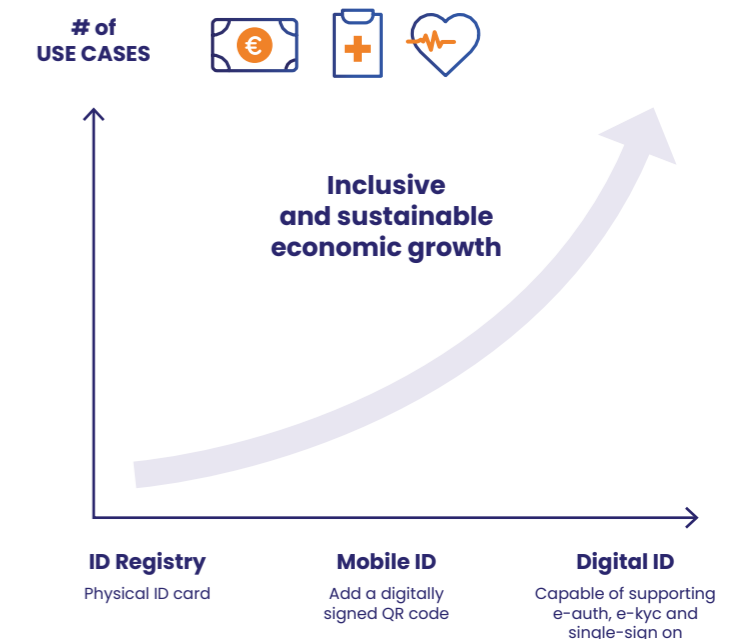 # of
USE CASES
€
Inclusive
and sustainable
economic growth
ID Registry
Physical ID card
Mobile ID
Add a digitally
signed QR code
Digital ID
Capable of supporting
e-auth, e-kyc and
single-sign on